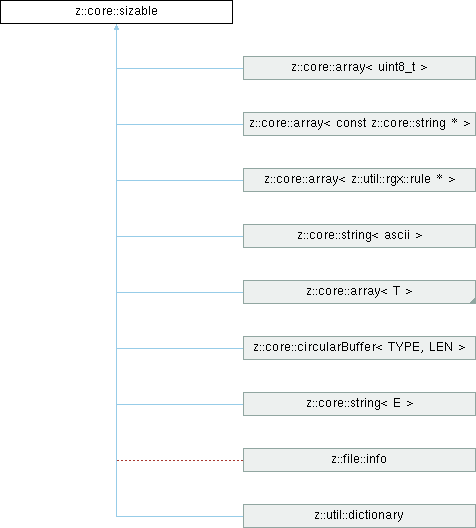 z::core::sizable
z::core::array< uint8_t >
z::core::array< const z::core::string * >
z::core::array< z::util::rgx::rule * >
z::core::string< ascii >
z::core::array< T >
z::core::circularBuffer< TYPE, LEN >
z::core::string< E >
z::file::info
z::util::dictionary